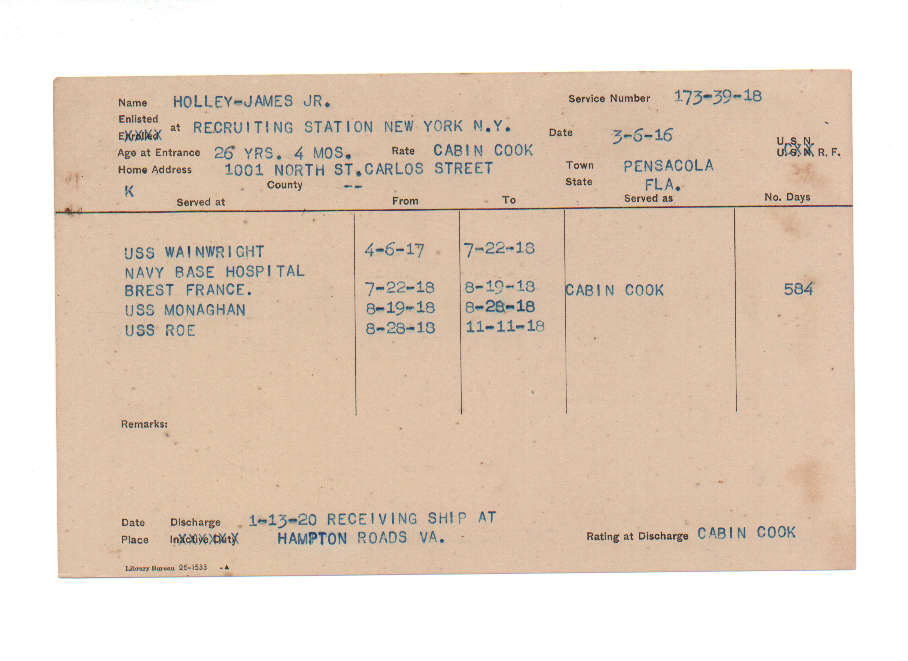 Name HOLLEY-JAMES JR. Service Number 173-39-18
Enlisted
Enrolled at RECRUITING STATION NEW YORK N.Y. Date 3-6-16 U.S.N.
U.S.N.R.F.
Age at Entrance 26 YRS. 4 MOS. Rate CABIN COOK Town PENSACOLA
Home Address 1001 NORTH ST.CARLOS STREET State FLA.
K County --
Served at From To Served as No. Days
USS WAINWRIGHT 4-6-17 7-22-18
NAVY BASE HOSPITAL
BREST FRANCE. 7-22-18 8-19-18 CABIN COOK 584
USS MONAGHAN 8-19-18 8-28-18
USS ROE 8-28-18 11-11-18
Remarks:
Date Discharge 1-13-20 RECEIVING SHIP AT
Place Inactive Duty HAMPTON ROADS VA. Rating at Discharge CABIN COOK
Library Bureau 26-1533 -A